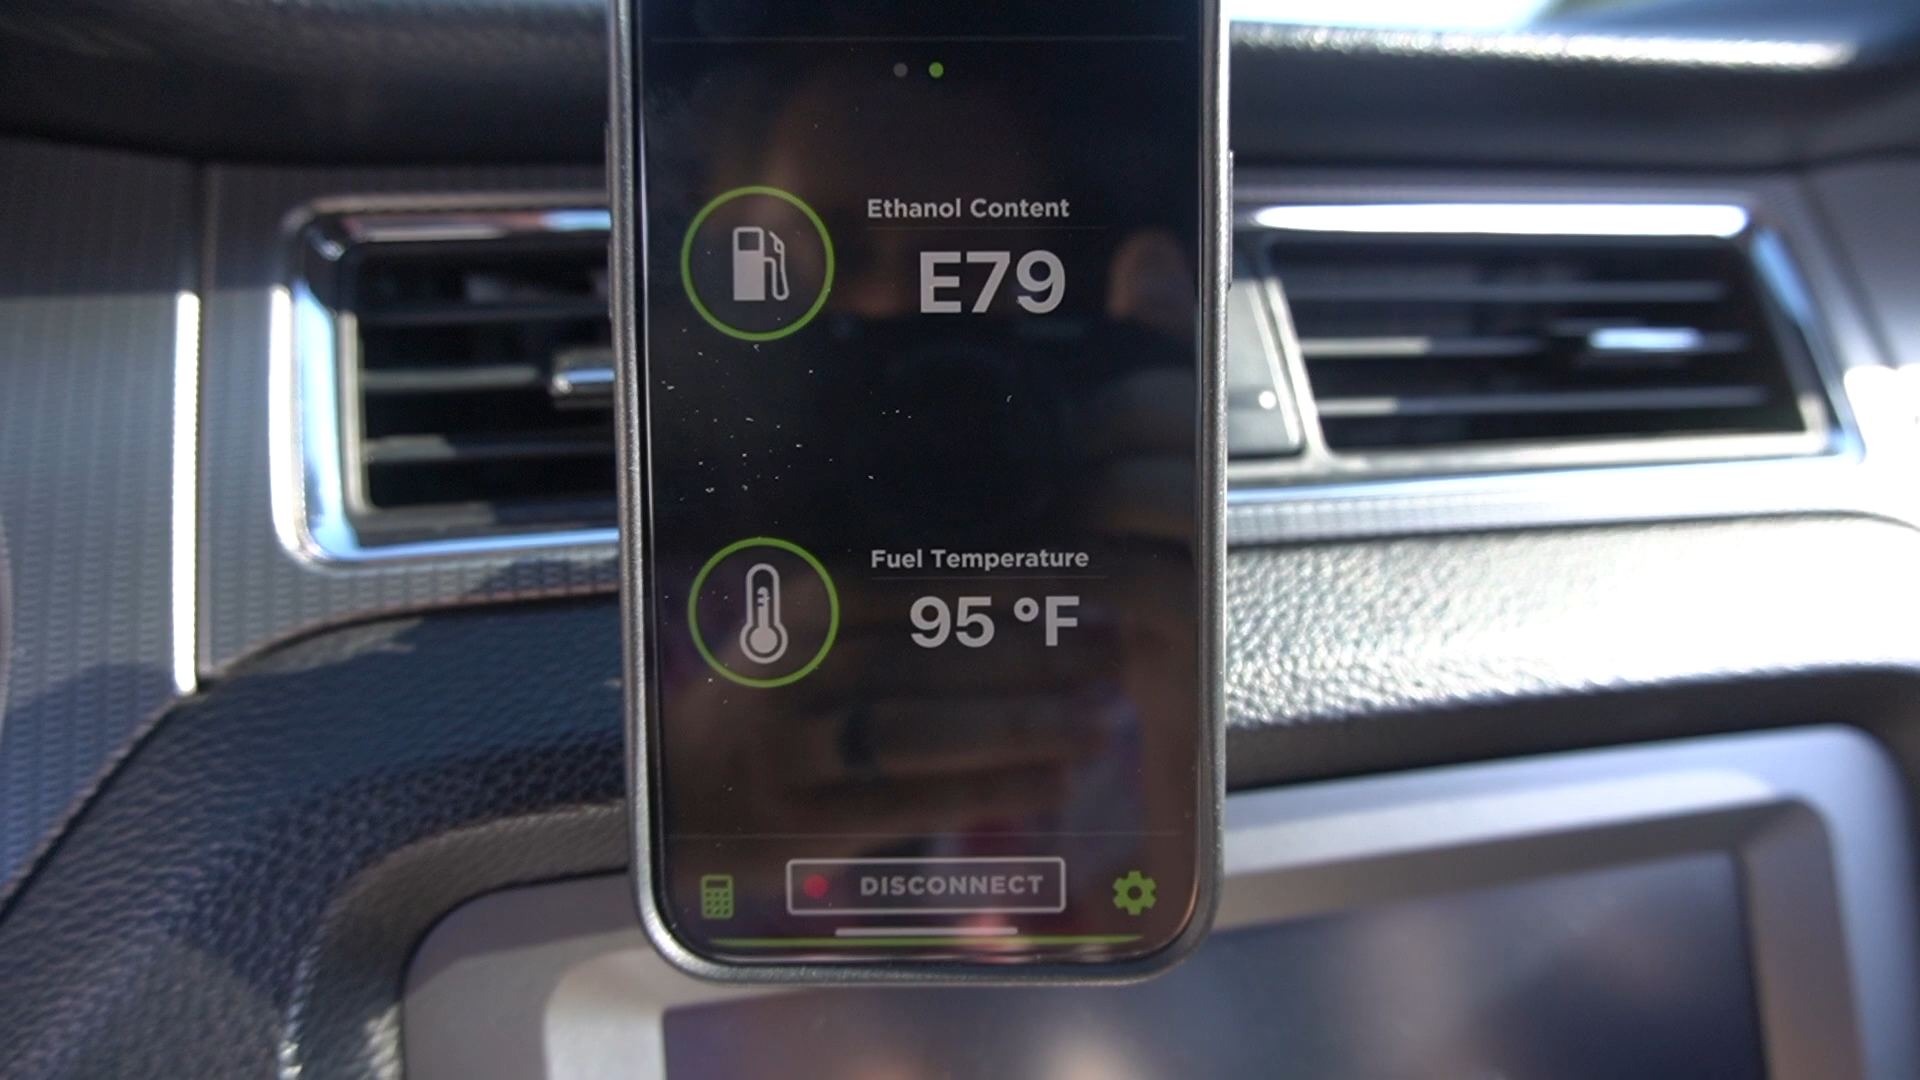 Ethanol Content
E79
Fuel Temperature
95 °F
DISCONNECT